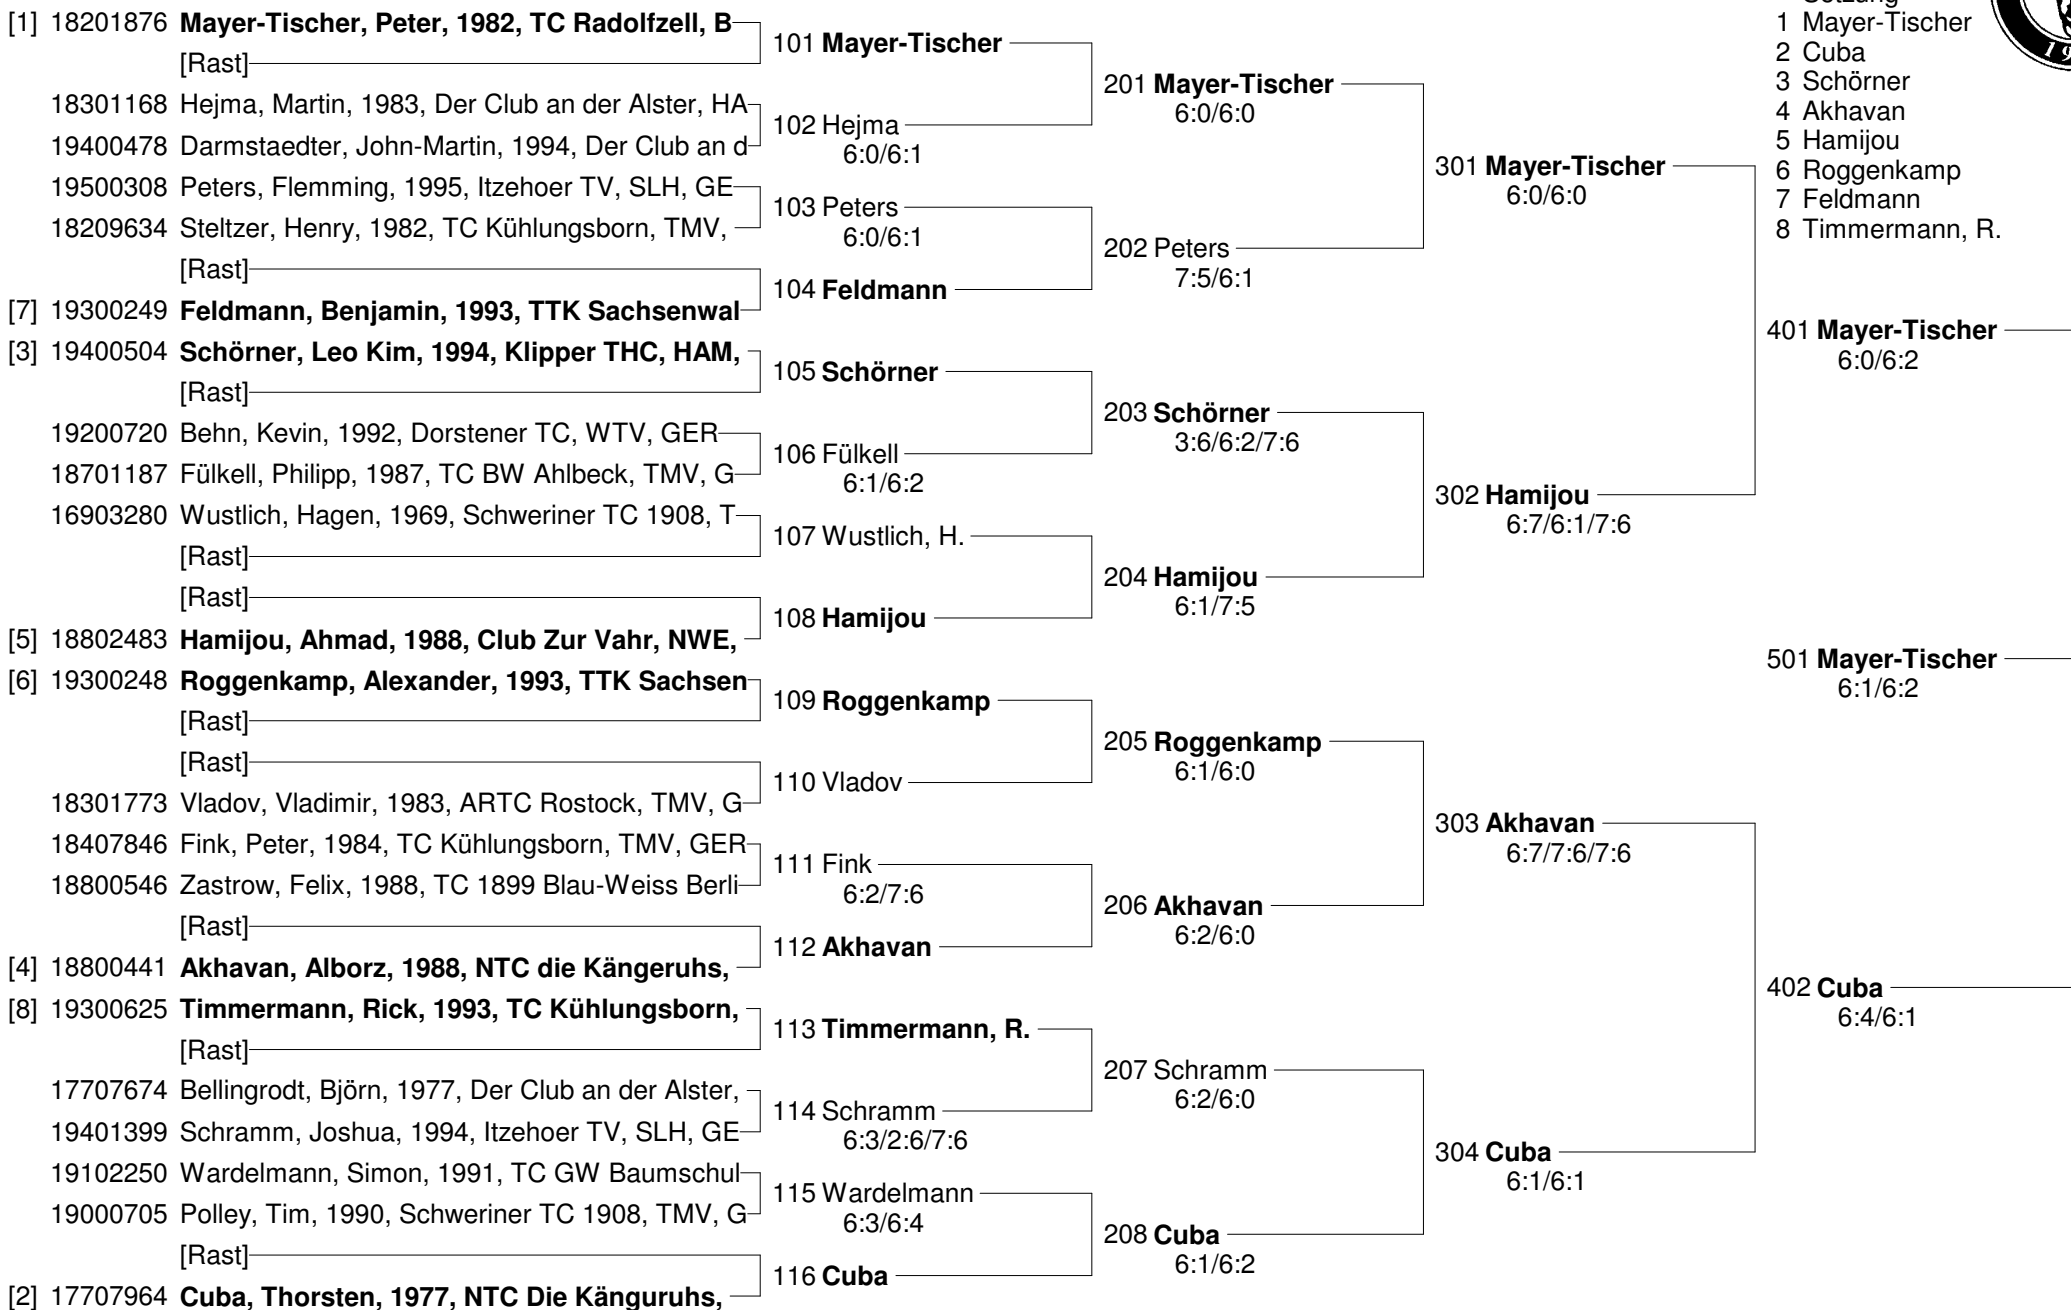 [1] 18201876 Mayer-Tischer, Peter, 1982, TC Radolfzell, B
[Rast]
18301168 Hejma, Martin, 1983, Der Club an der Alster, HA
19400478 Darmstaedter, John-Martin, 1994, Der Club an d
19500308 Peters, Flemming, 1995, Itzehoer TV, SLH, GE
18209634 Steltzer, Henry, 1982, TC Kühlungsborn, TMV,
[Rast]
[7] 19300249 Feldmann, Benjamin, 1993, TTK Sachsenwal
[3] 19400504 Schörner, Leo Kim, 1994, Klipper THC, HAM,
[Rast]
19200720 Behn, Kevin, 1992, Dorstener TC, WTV, GER
18701187 Fülkell, Philipp, 1987, TC BW Ahlbeck, TMV, G
16903280 Wustlich, Hagen, 1969, Schweriner TC 1908, T
[Rast]
[Rast]
[5] 18802483 Hamijou, Ahmad, 1988, Club Zur Vahr, NWE,
[6] 19300248 Roggenkamp, Alexander, 1993, TTK Sachsen
[Rast]
[Rast]
18301773 Vladov, Vladimir, 1983, ARTC Rostock, TMV, G
18407846 Fink, Peter, 1984, TC Kühlungsborn, TMV, GER
18800546 Zastrow, Felix, 1988, TC 1899 Blau-Weiss Berli
[Rast]
[4] 18800441 Akhavan, Alborz, 1988, NTC die Kängeruhs,
[8] 19300625 Timmermann, Rick, 1993, TC Kühlungsborn,
[Rast]
17707674 Bellingrodt, Björn, 1977, Der Club an der Alster,
19401399 Schramm, Joshua, 1994, Itzehoer TV, SLH, GE
19102250 Wardelmann, Simon, 1991, TC GW Baumschul
19000705 Polley, Tim, 1990, Schweriner TC 1908, TMV, G
[Rast]
[2] 17707964 Cuba, Thorsten, 1977, NTC Die Känguruhs,
101 Mayer-Tischer
102 Hejma
6:0/6:1
103 Peters
6:0/6:1
104 Feldmann
105 Schörner
106 Fülkell
6:1/6:2
107 Wustlich, H.
108 Hamijou
109 Roggenkamp
110 Vladov
111 Fink
6:2/7:6
112 Akhavan
113 Timmermann, R.
114 Schramm
6:3/2:6/7:6
115 Wardelmann
6:3/6:4
116 Cuba
201 Mayer-Tischer
6:0/6:0
202 Peters
7:5/6:1
203 Schörner
3:6/6:2/7:6
204 Hamijou
6:1/7:5
205 Roggenkamp
6:1/6:0
206 Akhavan
6:2/6:0
207 Schramm
6:2/6:0
208 Cuba
6:1/6:2
301 Mayer-Tischer
6:0/6:0
302 Hamijou
6:7/6:1/7:6
303 Akhavan
6:7/7:6/7:6
304 Cuba
6:1/6:1
Setzung
1 Mayer-Tischer
2 Cuba
3 Schörner
4 Akhavan
5 Hamijou
6 Roggenkamp
7 Feldmann
8 Timmermann, R.
401 Mayer-Tischer
6:0/6:2
501 Mayer-Tischer
6:1/6:2
402 Cuba
6:4/6:1